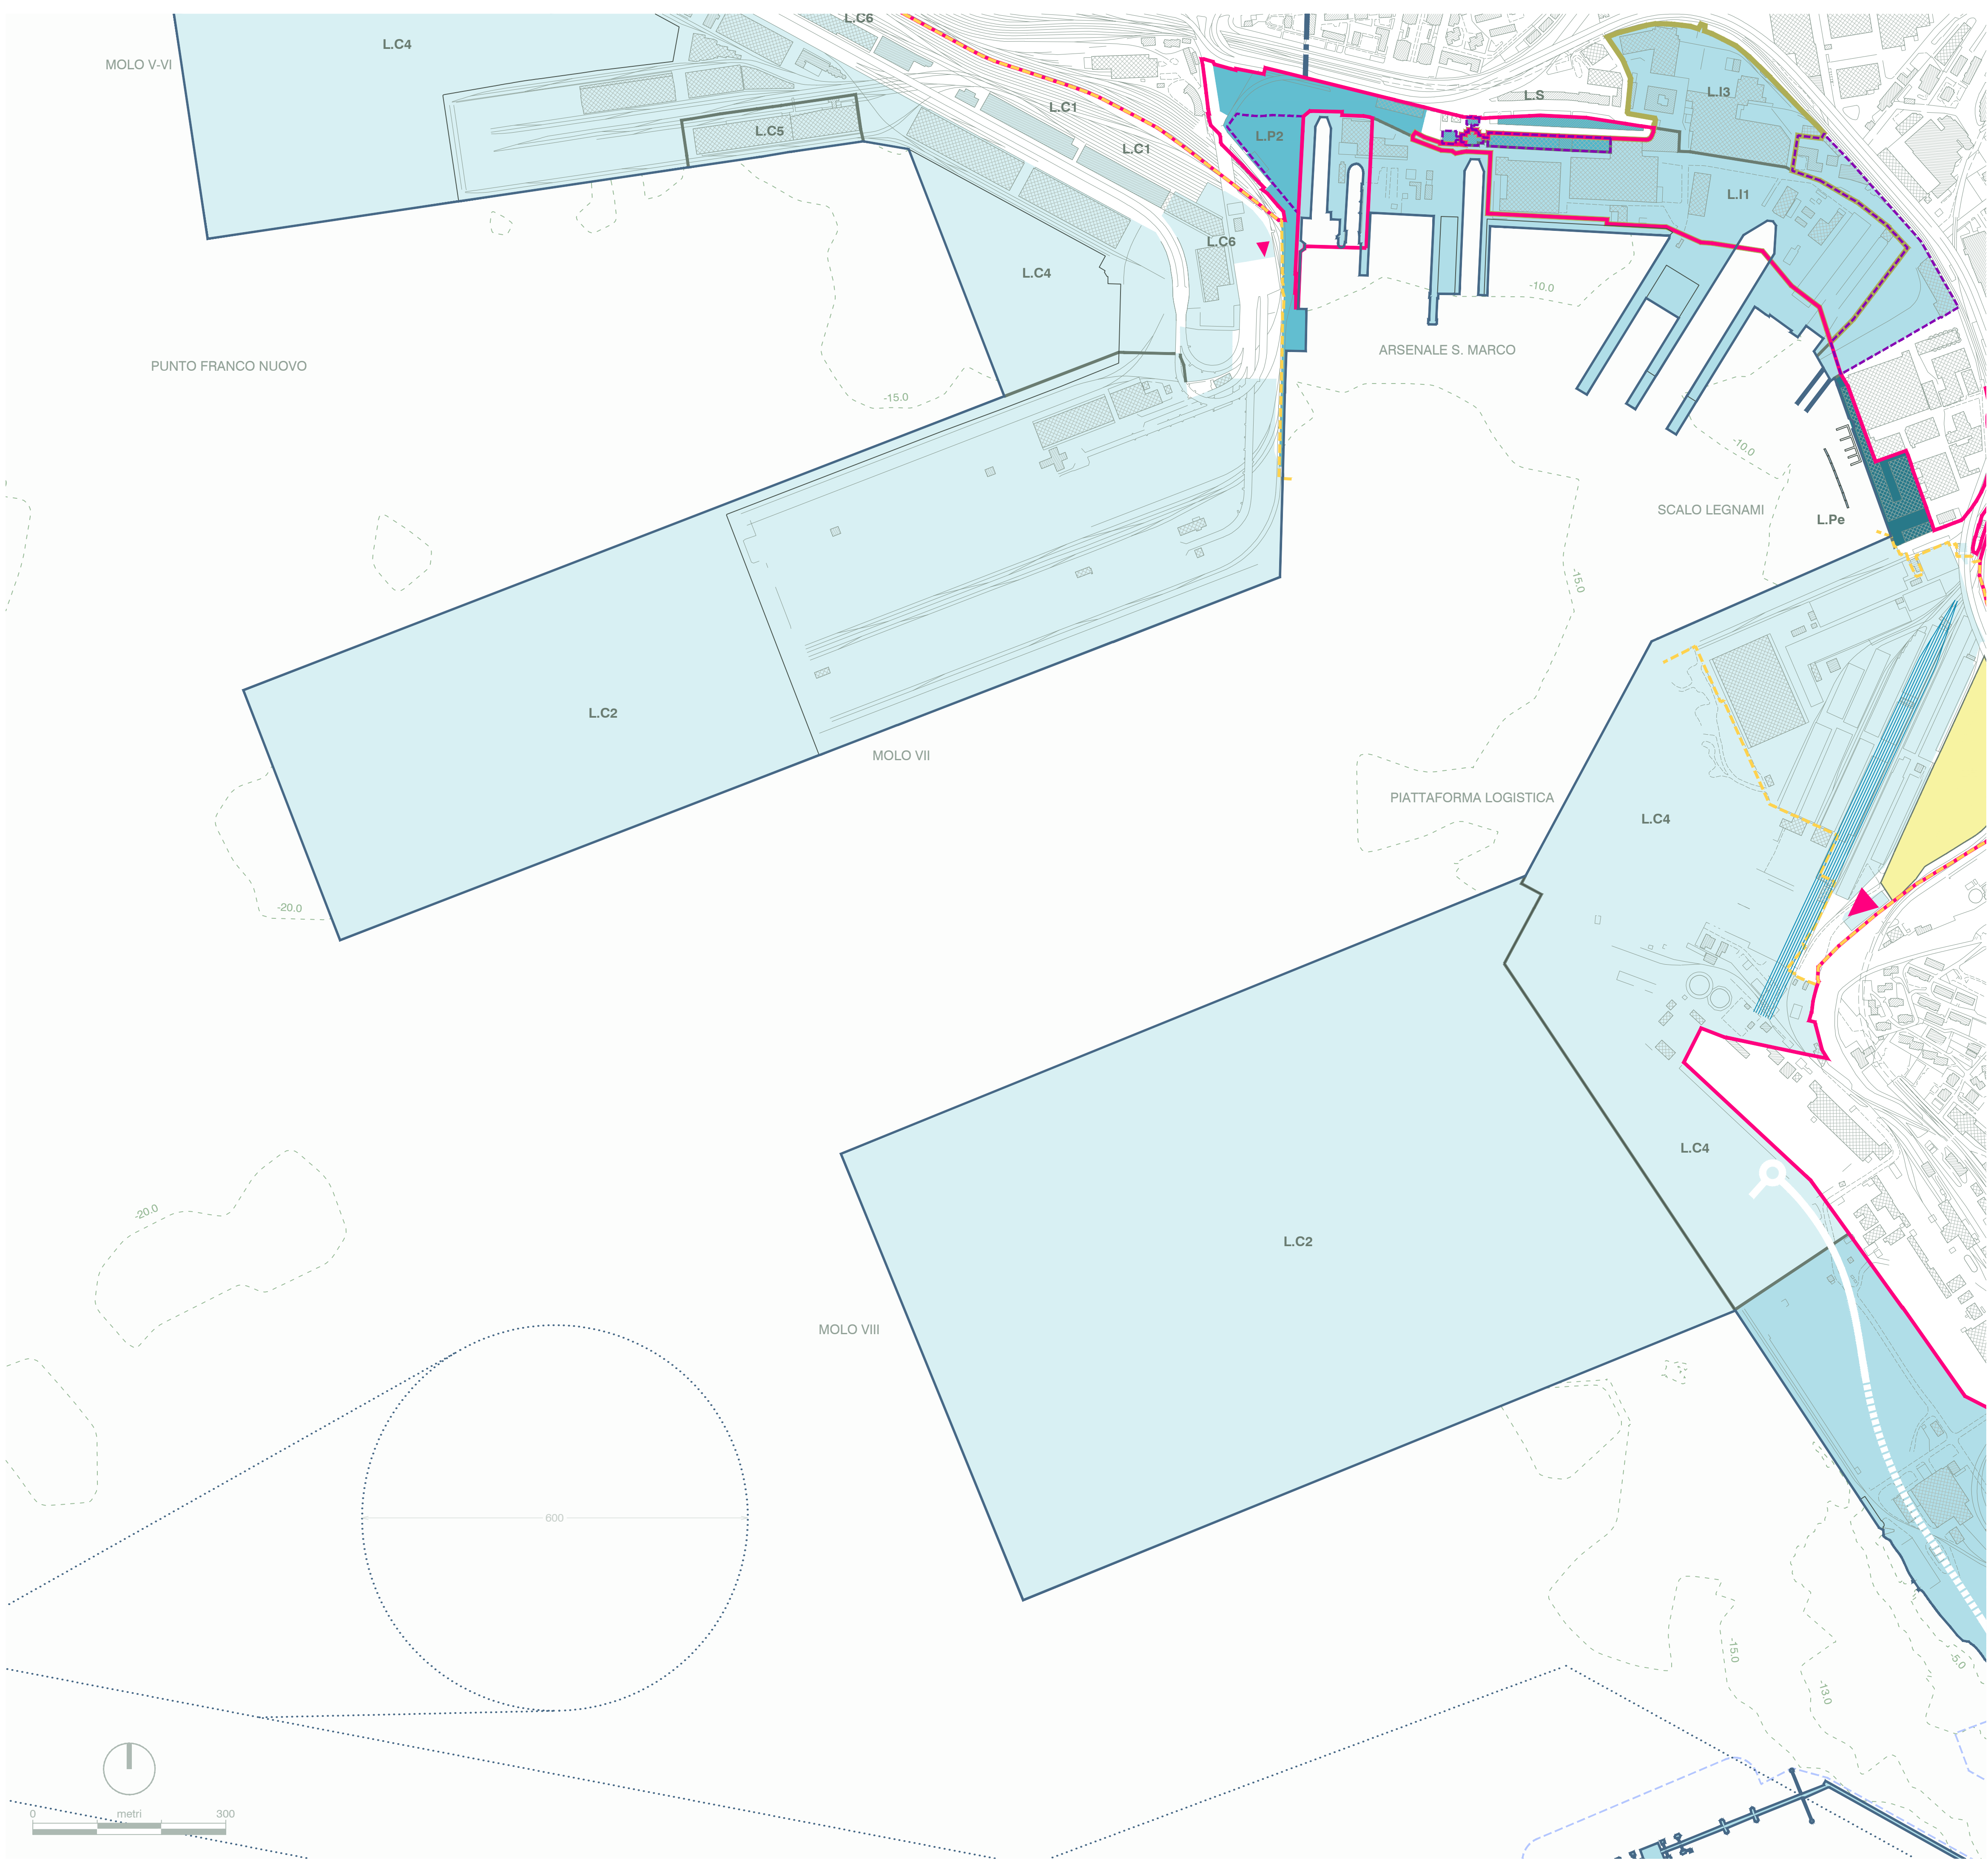 L.C6
L.C4
MOLO V-VI
L.C1
L.S
L.I3
L.C5
L.P2
L.C1
L.I1
L.C6
L.C4
-10.0
ARSENALE S. MARCO
PUNTO FRANCO NUOVO
-15.0
-10.0
SCALO LEGNAMI
L.Pe
-15.0
L.C2
MOLO VII
PIATTAFORMA LOGISTICA
L.C4
-20.0
L.C4
-20.0
L.C2
MOLO VIII
600
-15.0
-5.0
-13.0
0 metri 300